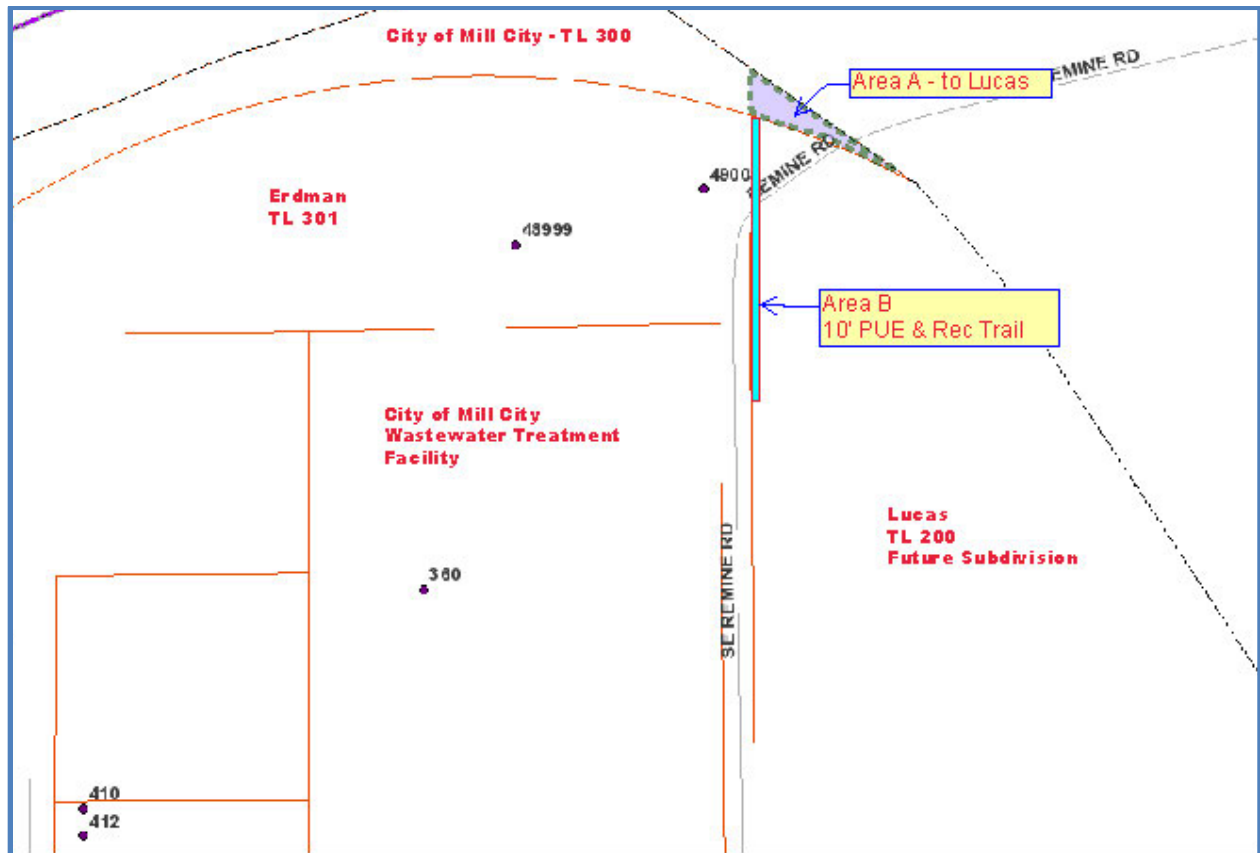 City of Mill City - TL 300
EMINE RD
Area A - to Lucas
REMINE RD
4900
Erdman
TL 301
48999
Area B
10' PUE & Rec Trail
City of Mill City
Wastewater Treatment
Facility
Lucas
TL 200
Future Subdivision
360
SE REMINE RD
410
412